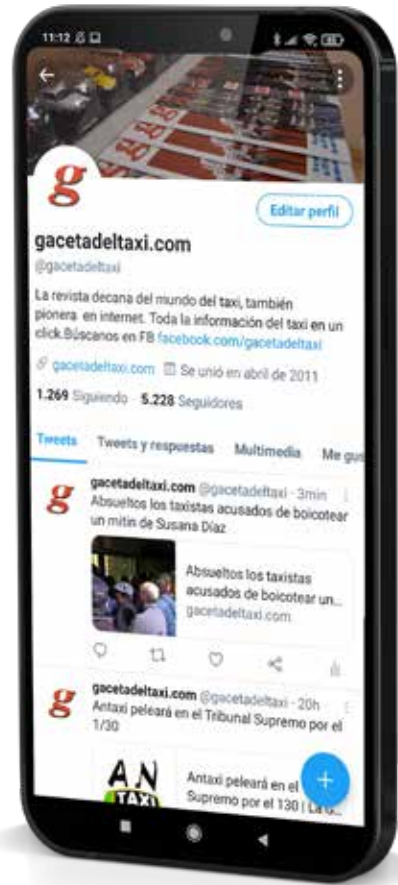 11:12
g
Editar perfil
gacetadeltaxi.com
@gacetadeltaxi
La revista decana del mundo del taxi, también
pionera en internet. Toda la información del taxi en un
click.Búscanos en FB facebook.com/gacetadeltaxi
gacetadeltaxi.com Se unió en abril de 2011
1.269 Siguiendo 5.228 Seguidores
Tweets Tweets y respuestas Multimedia Me gus
g
gacetadeltaxi.com @gacetadeltaxi · 3min
Absueltos los taxistas acusados de boicotear
un mitin de Susana Díaz
Absueltos los taxistas
acusados de boicotear un...
gacetadeltaxi.com
g
gacetadeltaxi.com @gacetadeltaxi · 20h
Antaxi peleará en el Tribunal Supremo por el
1/30
AN
TAXI
Antaxi peleará en el
Supremo por el 130 | La G...
+